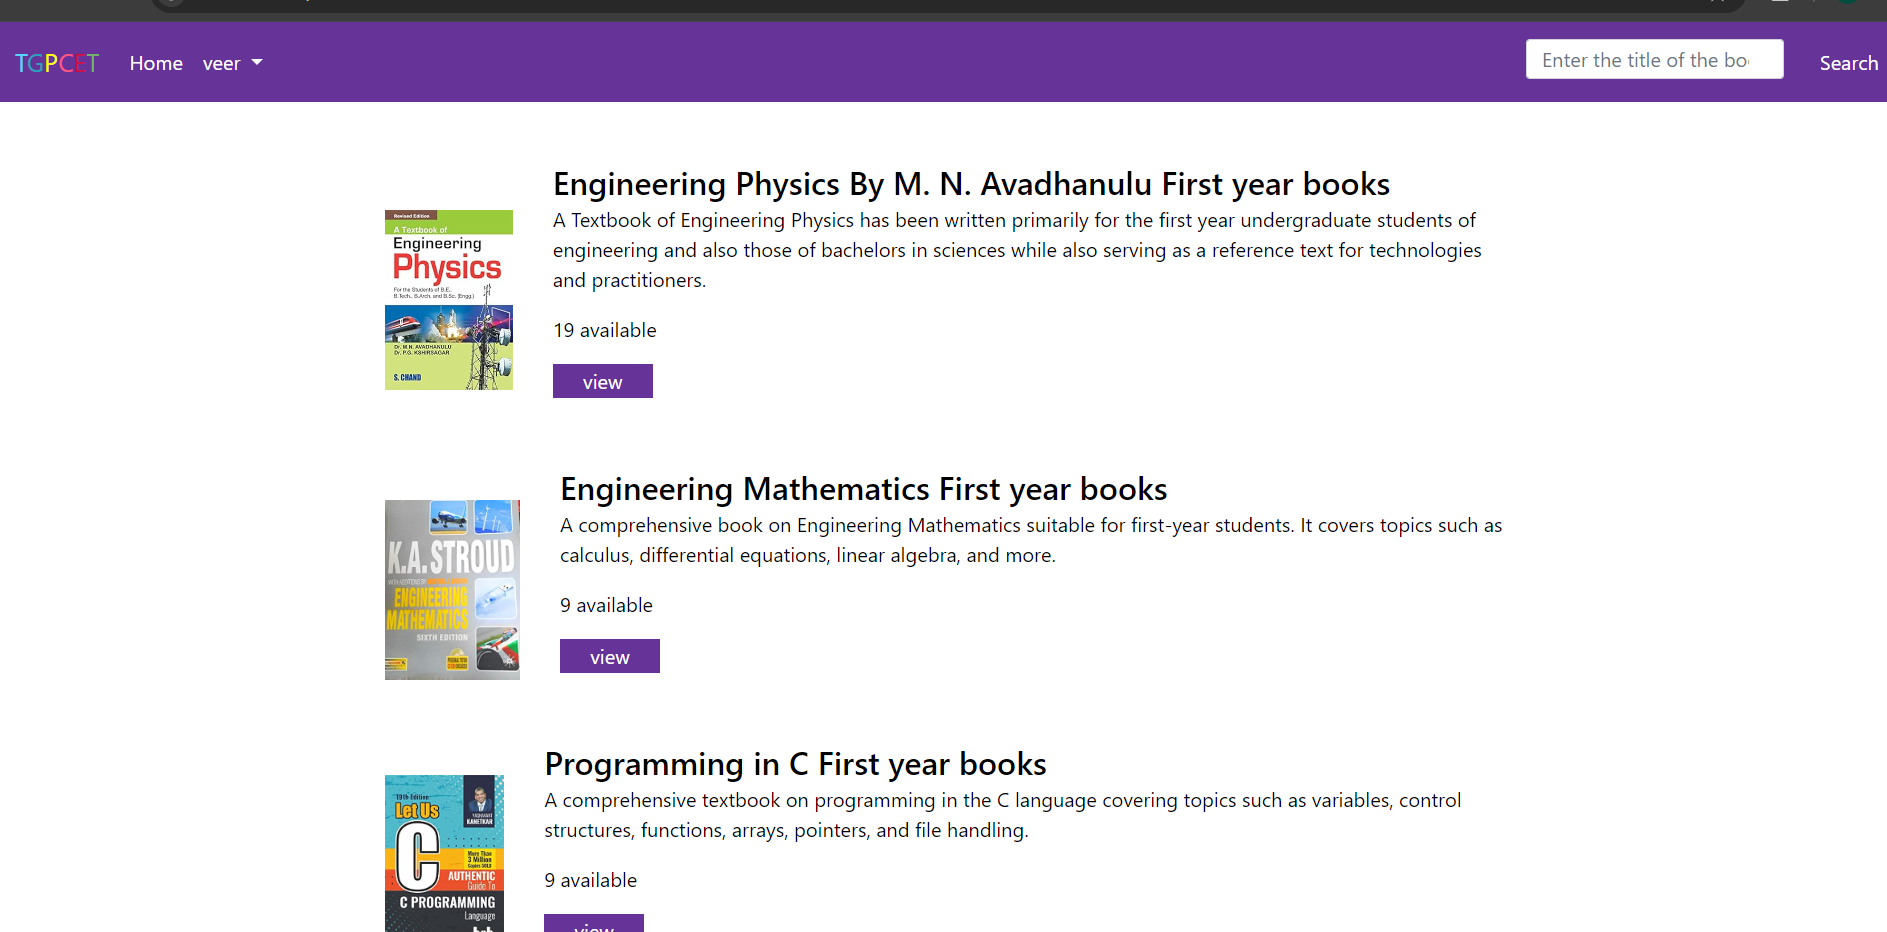 TGPCET Home veer Enter the title of the bo Search
Engineering Physics By M. N. Avadhanulu First year books
A Textbook of Engineering Physics has been written primarily for the first year undergraduate students of
engineering and also those of bachelors in sciences while also serving as a reference text for technologies
and practitioners.
19 available
view
Revised Edition
A Textbook of
Engineering
Physics
For the Students of B.E.,
B.Tech., B.Arch. and B.Sc. (Engg.)
Dr. M.N. AVADHANULU
Dr. P.G. KSHIRSAGAR
S. CHAND
Engineering Mathematics First year books
A comprehensive book on Engineering Mathematics suitable for first-year students. It covers topics such as
calculus, differential equations, linear algebra, and more.
9 available
view
K.A. STROUD
ENGINEERING
MATHEMATICS
SIXTH EDITION
Programming in C First year books
A comprehensive textbook on programming in the C language covering topics such as variables, control
structures, functions, arrays, pointers, and file handling.
9 available
view
19th Edition
Let Us
C
YASHAVANT
KANETKAR
More Than
3 Million
Copies SOLD
AUTHENTIC
Guide To
C PROGRAMMING
Language
bpb